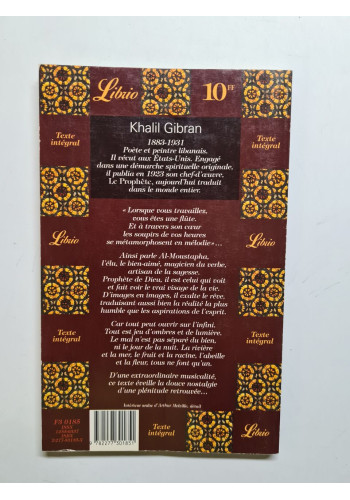 Librio
10FF
Texte
intégral
Texte
intégral
Khalil Gibran
1883-1931
Poète et peintre libanais.
Il vécut aux États-Unis. Engagé
dans une démarche spirituelle originale,
il publia en 1923 son chef-d'œuvre,
Le Prophète, aujourd'hui traduit
dans le monde entier.
« Lorsque vous travailles,
vous êtes une flûte.
Et à travers son cœur
les soupirs de vos heures
se métamorphosent en mélodie»...
Librio
Librio
Ainsi parle Al-Moustapha,
l'élu, le bien-aimé, magicien du verbe,
artisan de la sagesse.
Prophète de Dieu, il est celui qui voit
et fait voir le vrai visage de la vie.
D'images en images, il exalte le rêve,
traduisant aussi bien la réalité la plus
humble que les aspirations de l'esprit.
Texte
intégral
Texte
intégral
Car tout peut ouvrir sur l'infini.
Tout est jeu d'ombres et de lumière.
Le mal n'est pas séparé du bien,
ni le jour de la nuit. La rivière
et la mer, le fruit et la racine, l'abeille
et la fleur, tous ne font qu'un.
D'une extraordinaire musicalité,
ce texte éveille la douce nostalgie
d'une plénitude retrouvée...
F3 0185
9 782277 301851
Texte
intégral
Librio